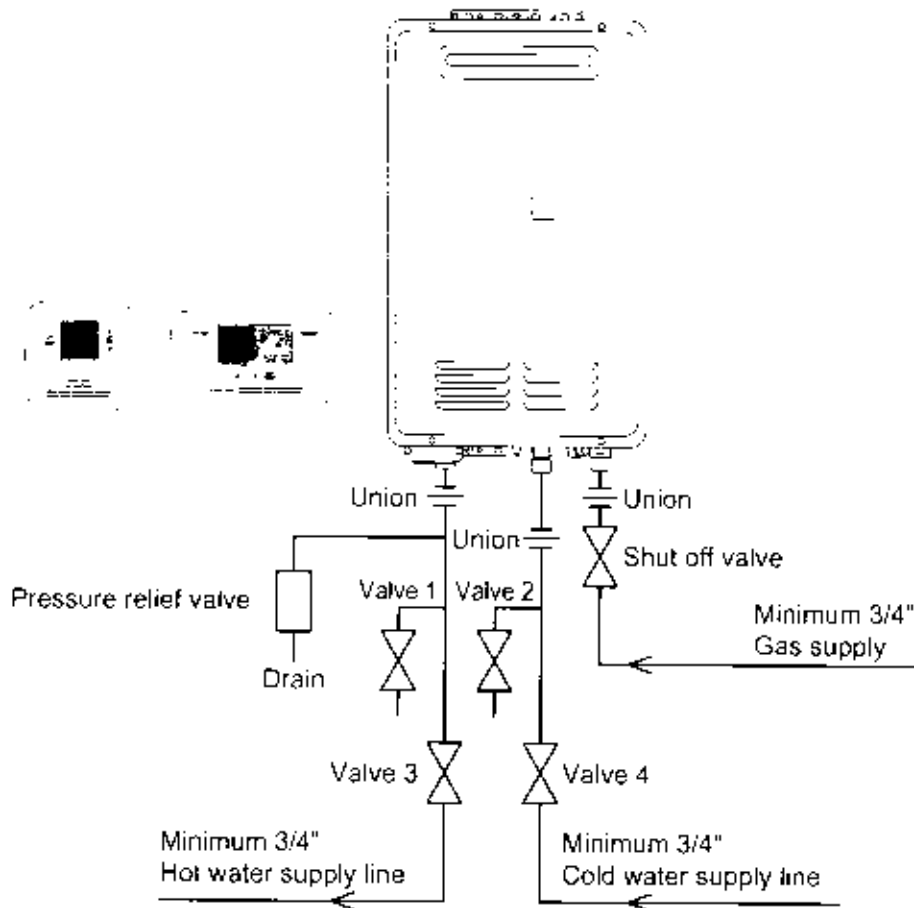 Union
Union
Union
Shut off valve
Pressure relief valve
Valve 1
Valve 2
Minimum 3/4"
Gas supply
Drain
Valve 3
Valve 4
Minimum 3/4"
Hot water supply line
Minimum 3/4"
Cold water supply line